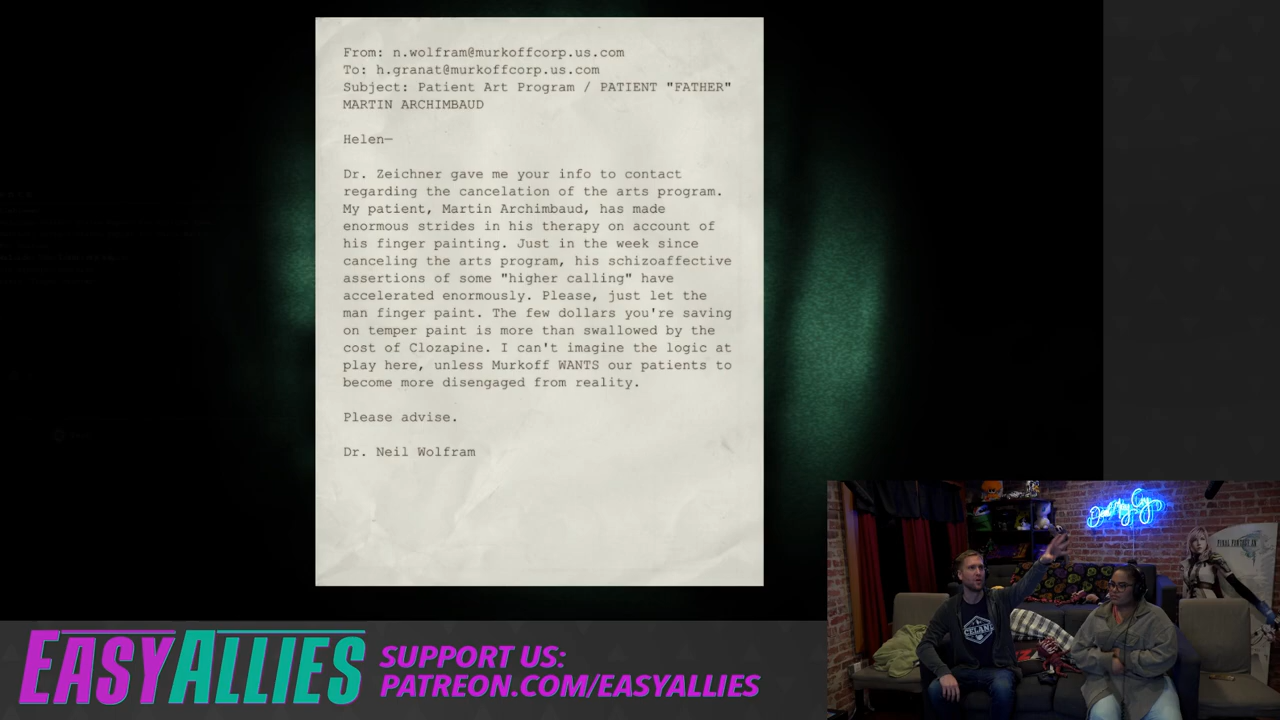 From: n.wolfram@murkoffcorp.us.com
To: h.granat@murkoffcorp.us.com
Subject: Patient Art Program / PATIENT "FATHER"
MARTIN ARCHIMBAUD
Helen—
Dr. Zeichner gave me your info to contact
regarding the cancelation of the arts program.
My patient, Martin Archimbaud, has made
enormous strides in his therapy on account of
his finger painting. Just in the week since
canceling the arts program, his schizoaffective
assertions of some "higher calling" have
accelerated enormously. Please, just let the
man finger paint. The few dollars you're saving
on temper paint is more than swallowed by the
cost of Clozapine. I can't imagine the logic at
play here, unless Murkoff WANTS our patients to
become more disengaged from reality.
Please advise.
Dr. Neil Wolfram
Devil May Cry
FINAL FANTASY XIII
EASYALLIES
SUPPORT US:
PATREON.COM/EASYALLIES